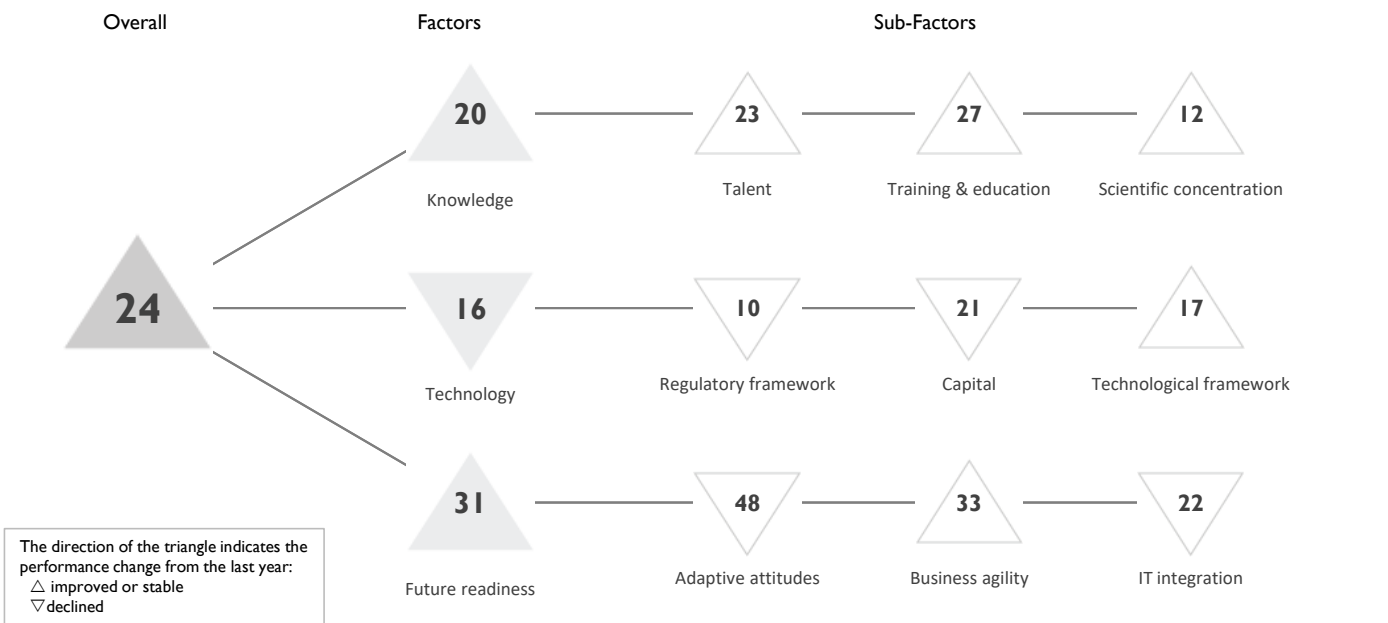 Overall
Factors
Sub-Factors
20
23
27
12
Knowledge
Talent
Training & education
Scientific concentration
24
16
10
21
17
Technology
Regulatory framework
Capital
Technological framework
31
48
33
22
Future readiness
Adaptive attitudes
Business agility
IT integration
The direction of the triangle indicates the
performance change from the last year:
△ improved or stable
▽ declined